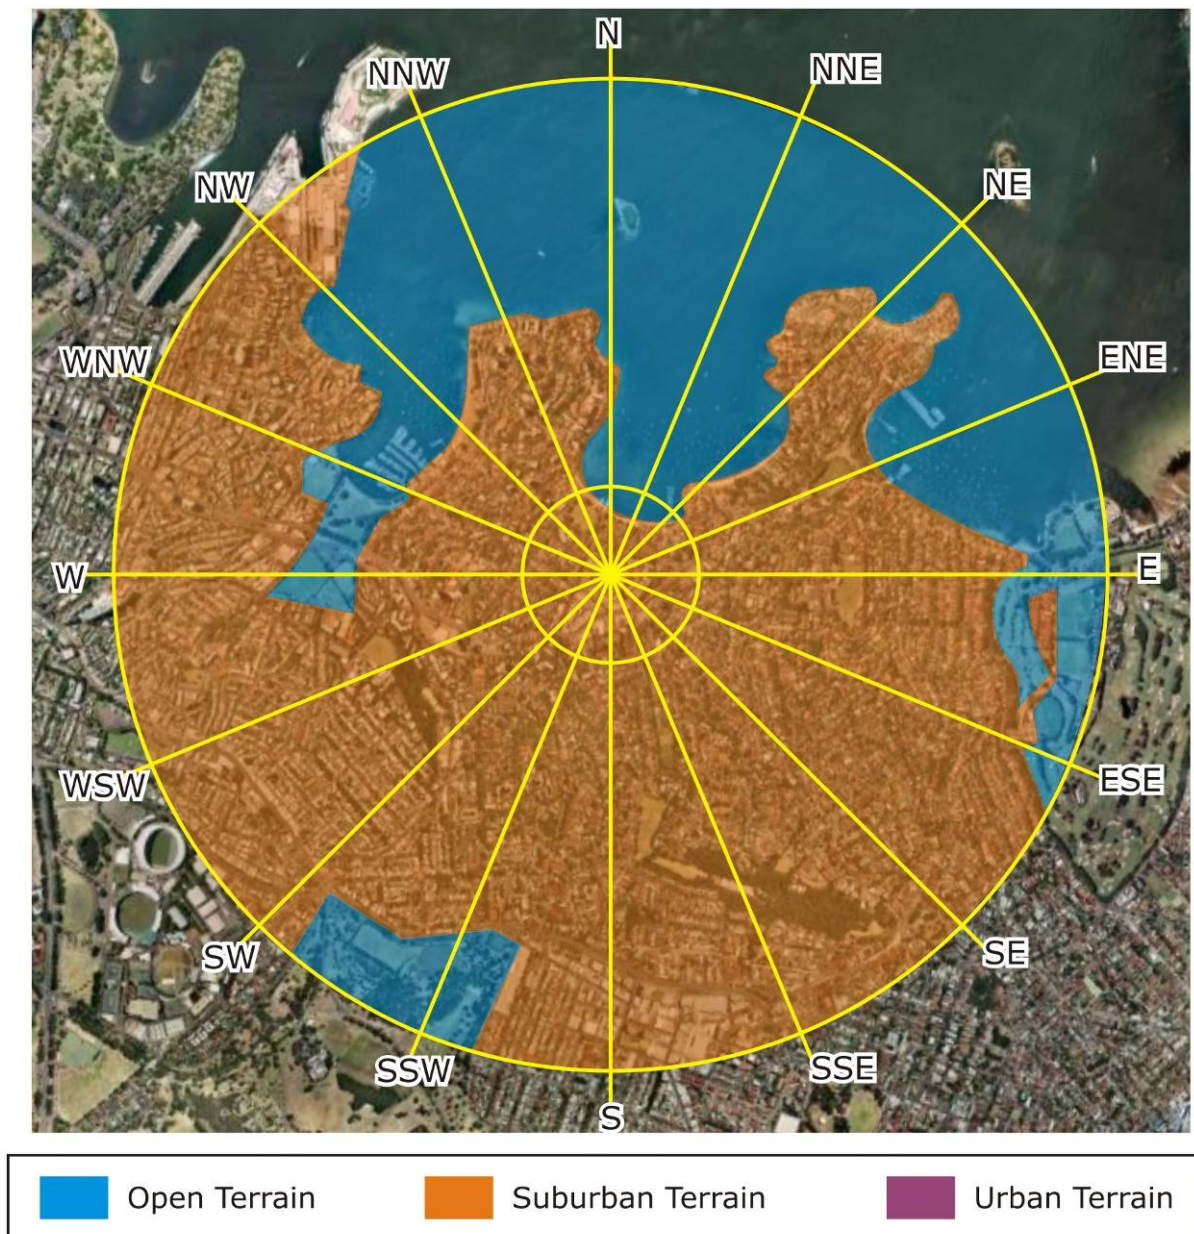 N
NNW
NNE
NW
NE
WNW
ENE
W
E
WSW
ESE
SW
SE
SSW
SSE
S
Open Terrain
Suburban Terrain
Urban Terrain